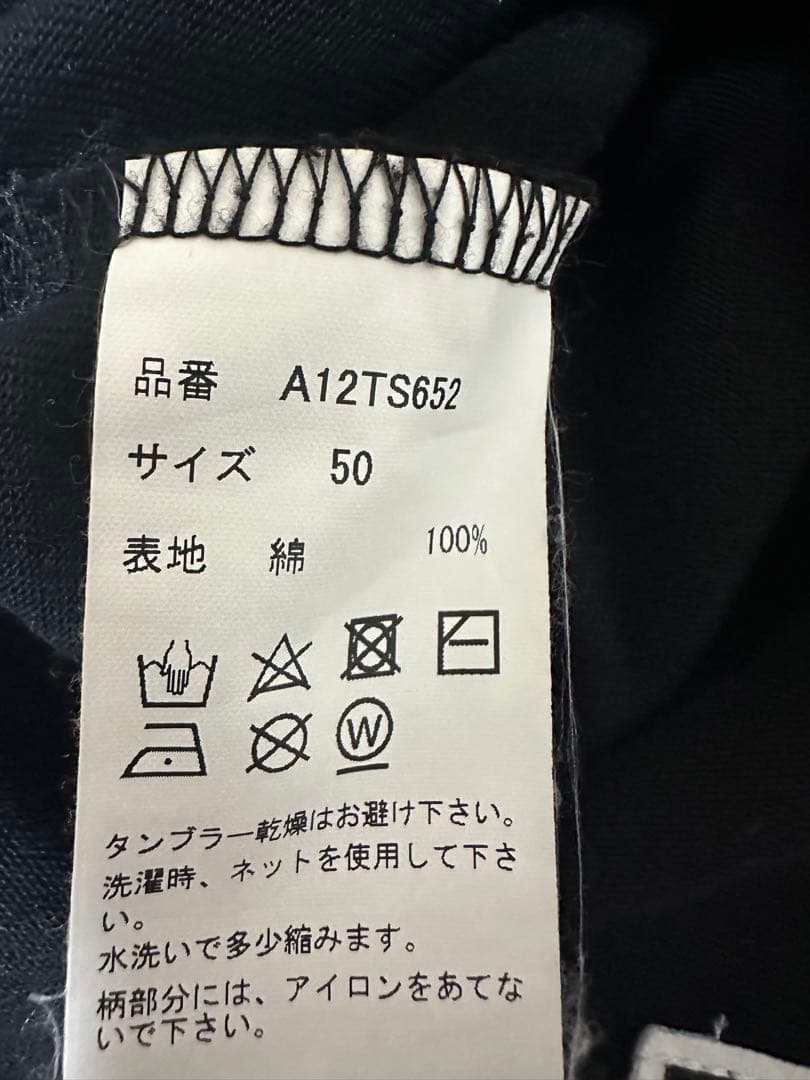 品番 A12TS652
サイズ 50
表地 綿 100%
W
タンブラー乾燥はお避け下さい。
洗濯時、ネットを使用して下さ
い。
水洗いで多少縮みます。
柄部分には、アイロンをあてな
いで下さい。